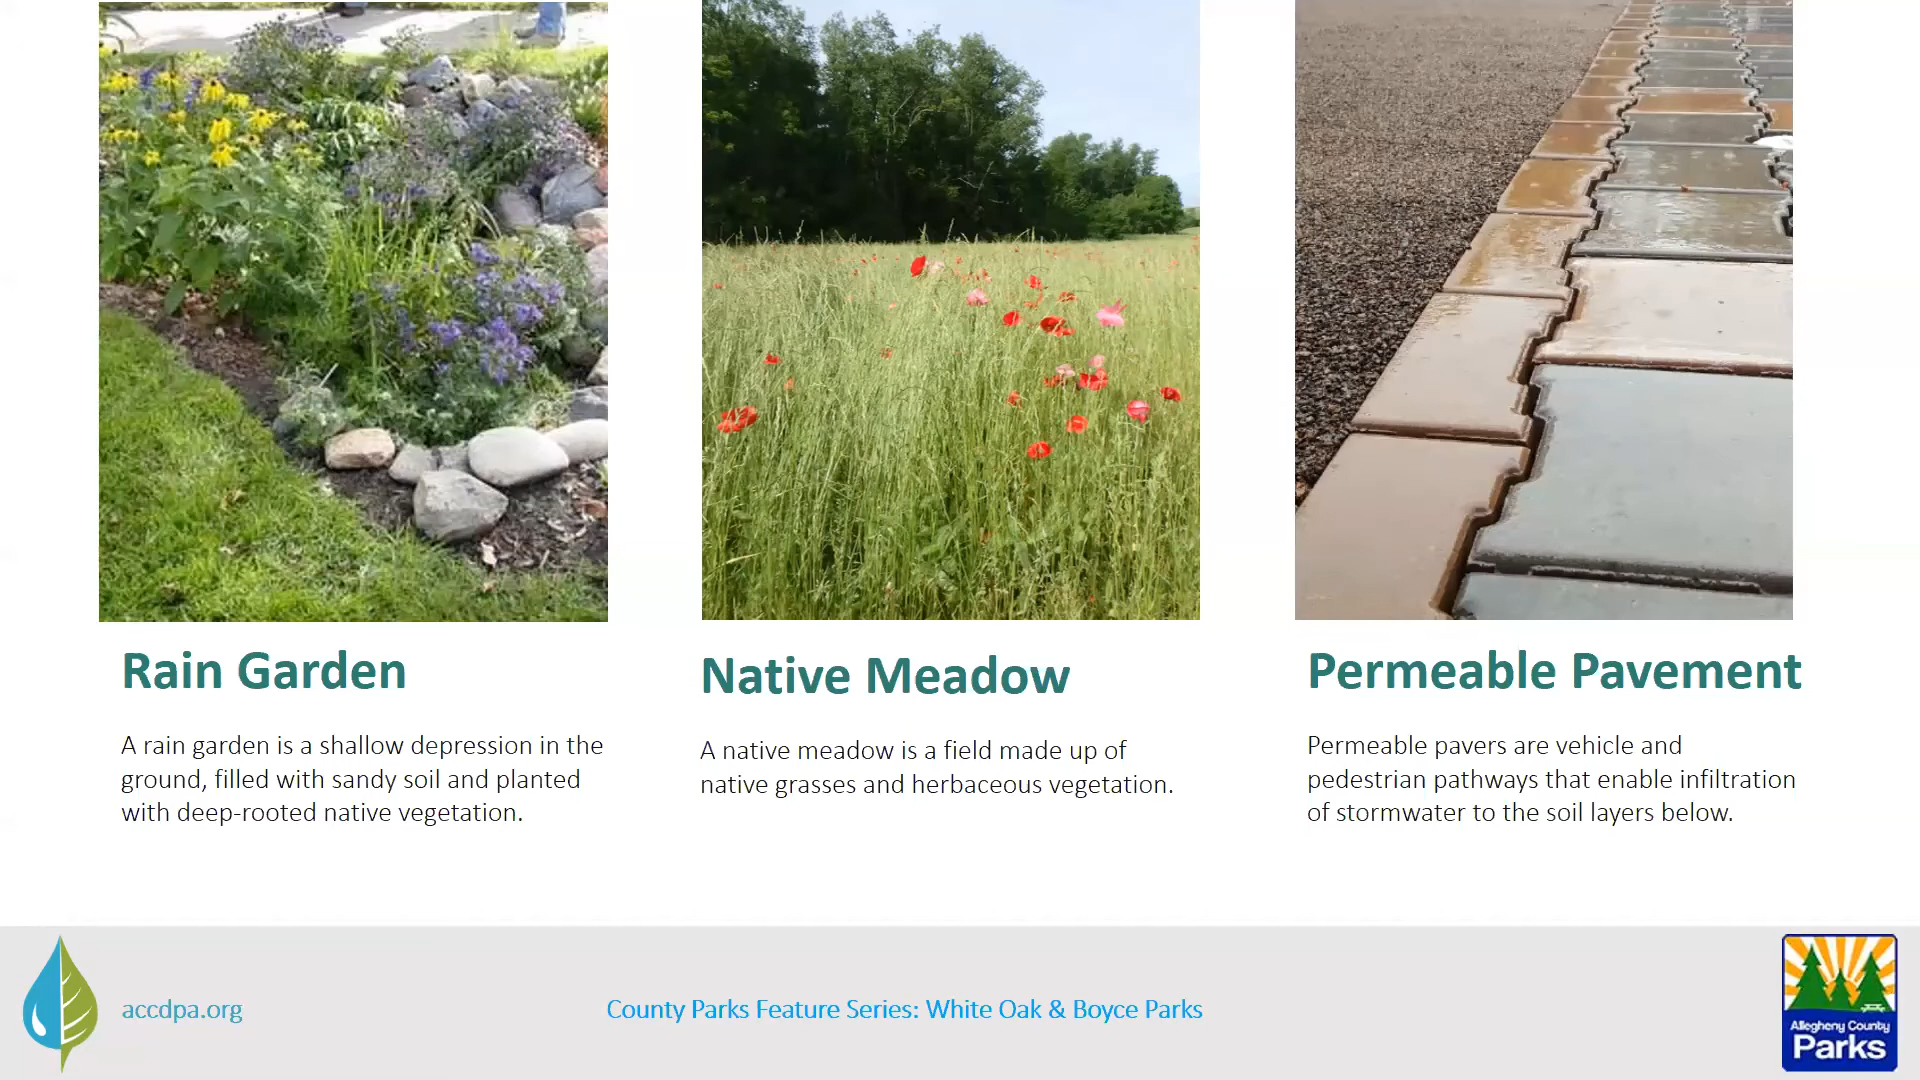 Rain Garden
A rain garden is a shallow depression in the
ground, filled with sandy soil and planted
with deep-rooted native vegetation.
Native Meadow
A native meadow is a field made up of
native grasses and herbaceous vegetation.
Permeable Pavement
Permeable pavers are vehicle and
pedestrian pathways that enable infiltration
of stormwater to the soil layers below.
accdpa.org
County Parks Feature Series: White Oak & Boyce Parks
Allegheny County
Parks